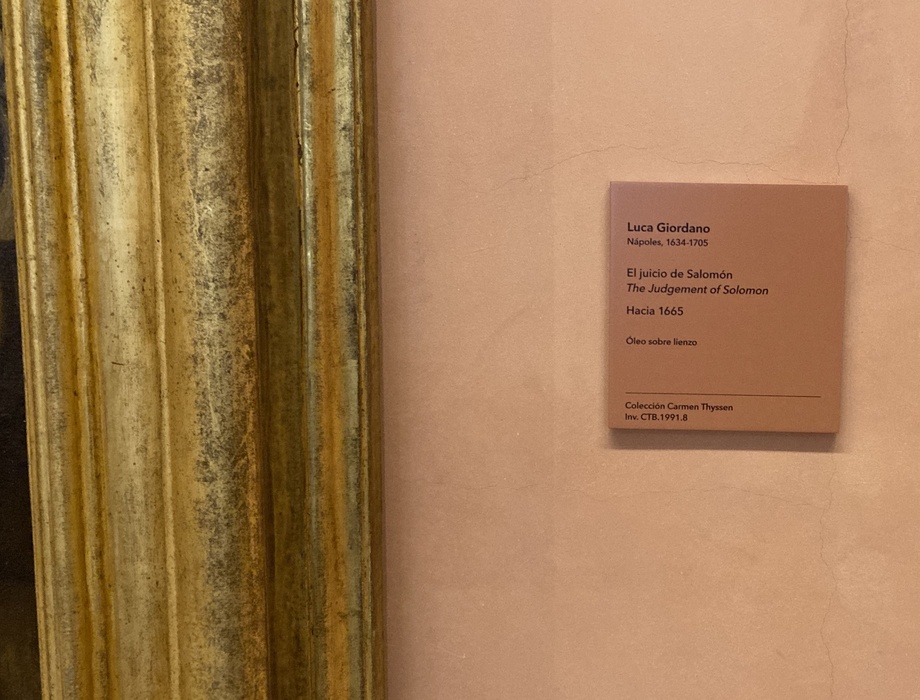 Luca Giordano
Nápoles, 1634-1705
El juicio de Salomón
The Judgement of Solomon
Hacia 1665
Óleo sobre lienzo
Colección Carmen Thyssen
Inv. CTB.1991.8